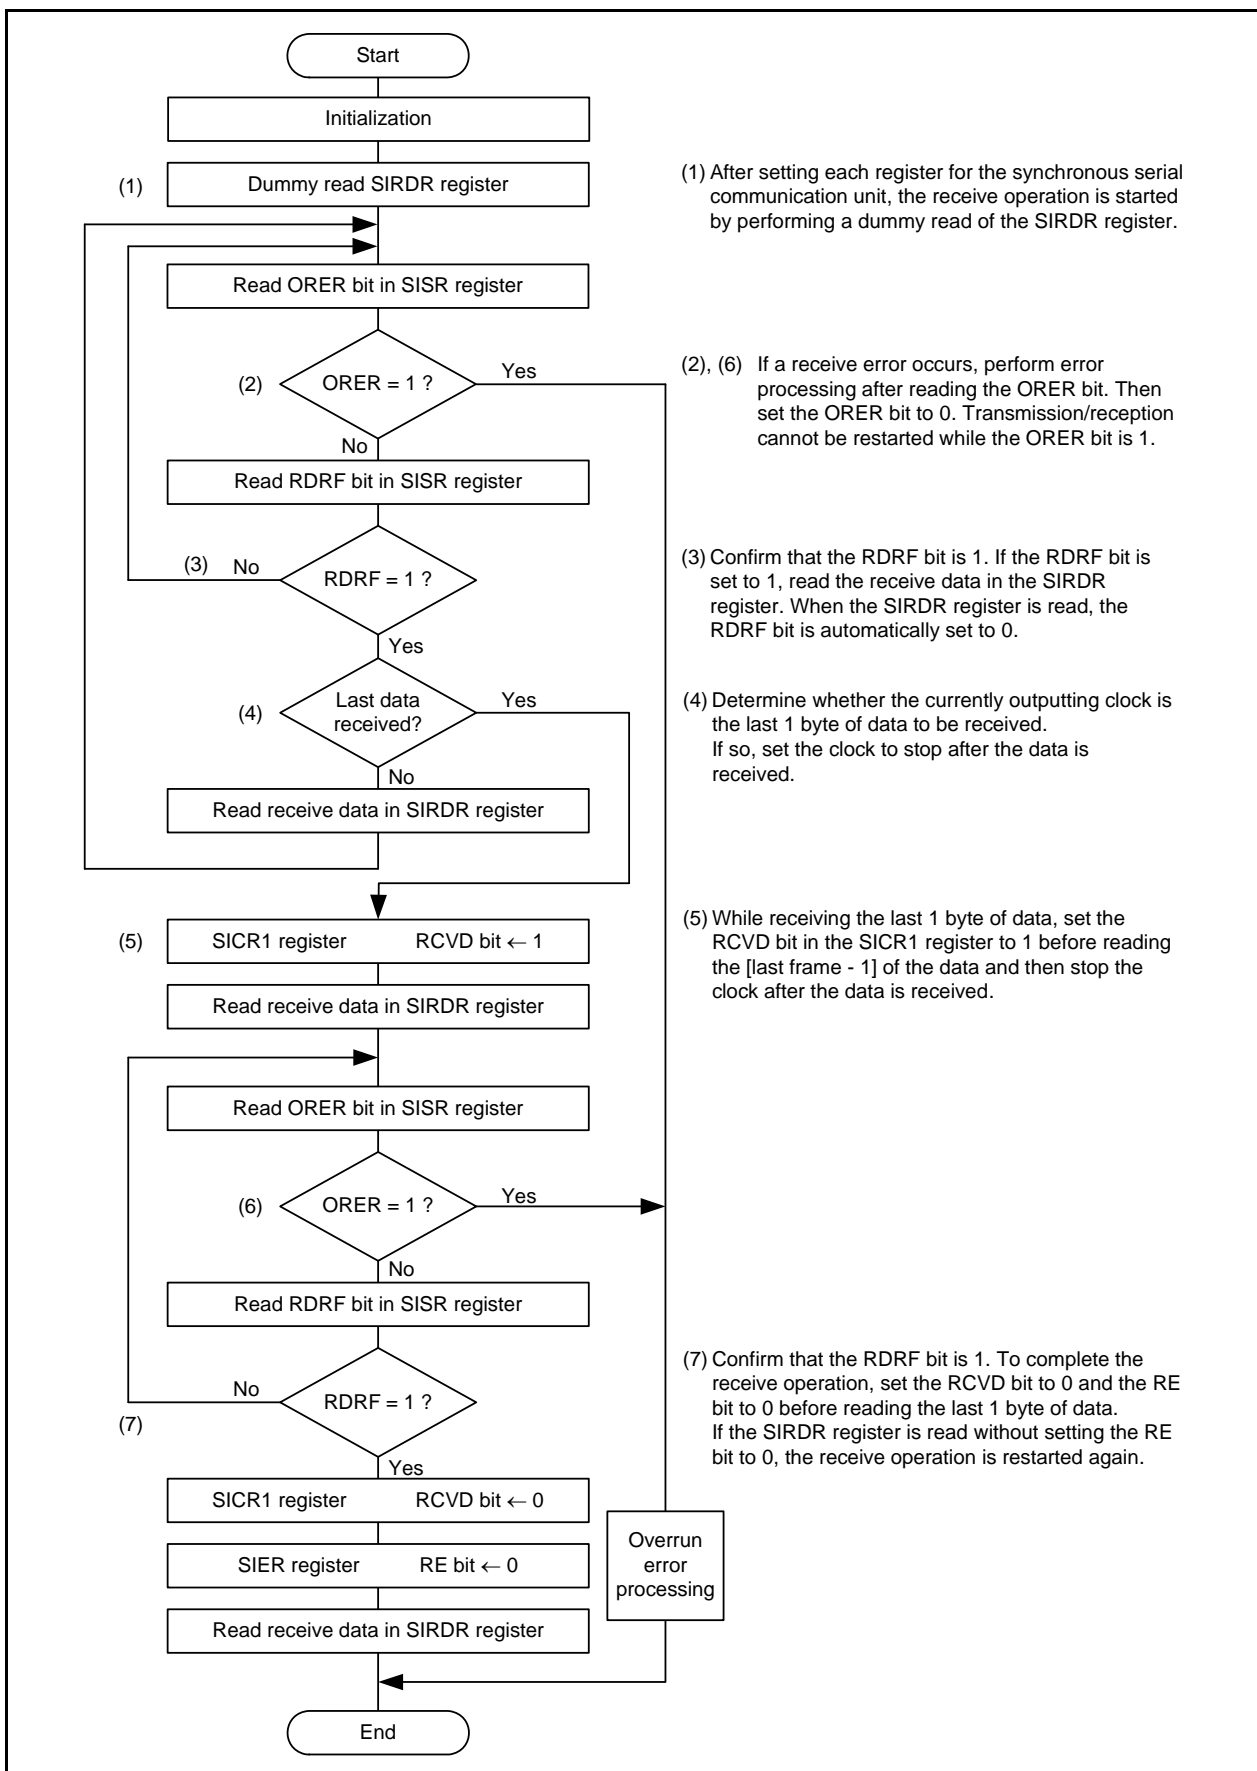 Start
Initialization
(1)
Dummy read SIRDR register
(1) After setting each register for the synchronous serial
communication unit, the receive operation is started
by performing a dummy read of the SIRDR register.
Read ORER bit in SISR register
(2)
ORER = 1 ?
Yes
No
(2), (6) If a receive error occurs, perform error
processing after reading the ORER bit. Then
set the ORER bit to 0. Transmission/reception
cannot be restarted while the ORER bit is 1.
Read RDRF bit in SISR register
(3)
No
RDRF = 1 ?
Yes
(3) Confirm that the RDRF bit is 1. If the RDRF bit is
set to 1, read the receive data in the SIRDR
register. When the SIRDR register is read, the
RDRF bit is automatically set to 0.
(4)
Last data
received?
Yes
No
(4) Determine whether the currently outputting clock is
the last 1 byte of data to be received.
If so, set the clock to stop after the data is
received.
Read receive data in SIRDR register
(5)
SICR1 register RCVD bit ← 1
(5) While receiving the last 1 byte of data, set the
RCVD bit in the SICR1 register to 1 before reading
the [last frame - 1] of the data and then stop the
clock after the data is received.
Read receive data in SIRDR register
Read ORER bit in SISR register
(6)
ORER = 1 ?
Yes
No
Read RDRF bit in SISR register
No
RDRF = 1 ?
(7)
Yes
(7) Confirm that the RDRF bit is 1. To complete the
receive operation, set the RCVD bit to 0 and the RE
bit to 0 before reading the last 1 byte of data.
If the SIRDR register is read without setting the RE
bit to 0, the receive operation is restarted again.
SICR1 register RCVD bit ← 0
SIER register RE bit ← 0
Overrun
error
processing
Read receive data in SIRDR register
End